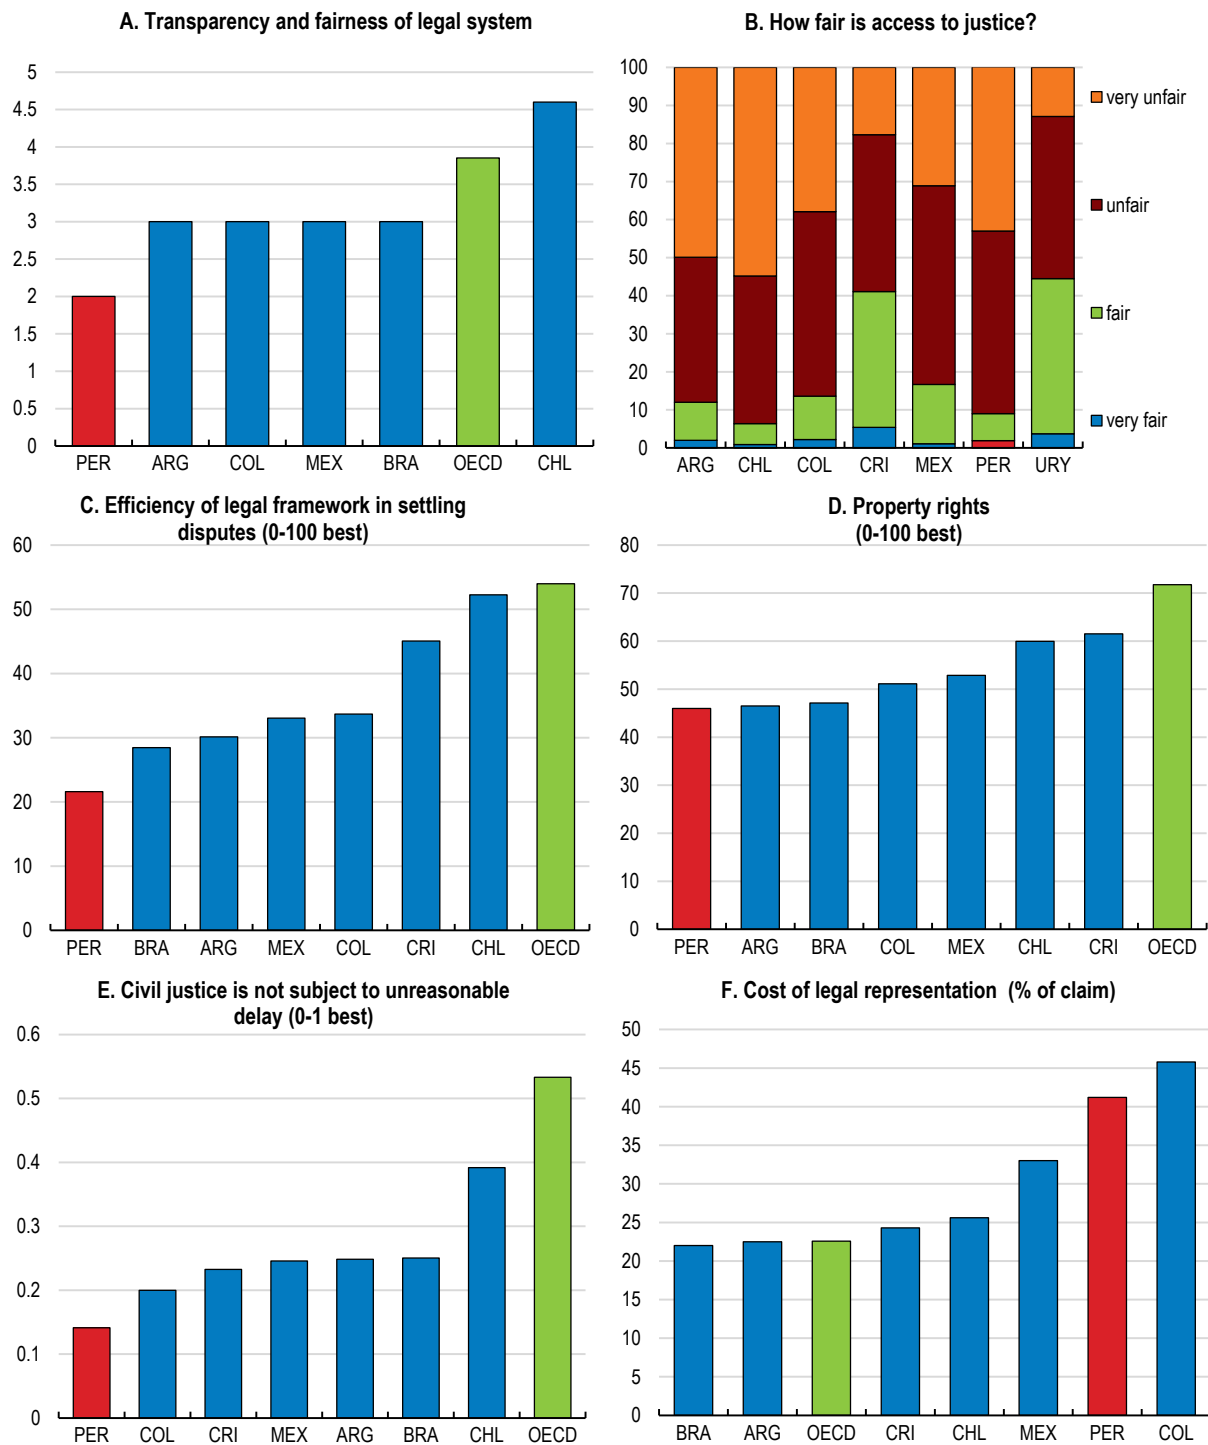 A. Transparency and fairness of legal system
5
4.5
4
3.5
3
2.5
2
1.5
1
0.5
0
PER ARG COL MEX BRA OECD CHL
B. How fair is access to justice?
100
90
80
70
60
50
40
30
20
10
0
ARG CHL COL CRI MEX PER URY
very unfair
unfair
fair
very fair
C. Efficiency of legal framework in settling
disputes (0-100 best)
60
50
40
30
20
10
0
PER BRA ARG MEX COL CRI CHL OECD
D. Property rights
(0-100 best)
80
70
60
50
40
30
20
10
0
PER ARG BRA COL MEX CHL CRI OECD
E. Civil justice is not subject to unreasonable
delay (0-1 best)
0.6
0.5
0.4
0.3
0.2
0.1
0
PER COL CRI MEX ARG BRA CHL OECD
F. Cost of legal representation (% of claim)
50
45
40
35
30
25
20
15
10
5
0
BRA ARG OECD CRI CHL MEX PER COL